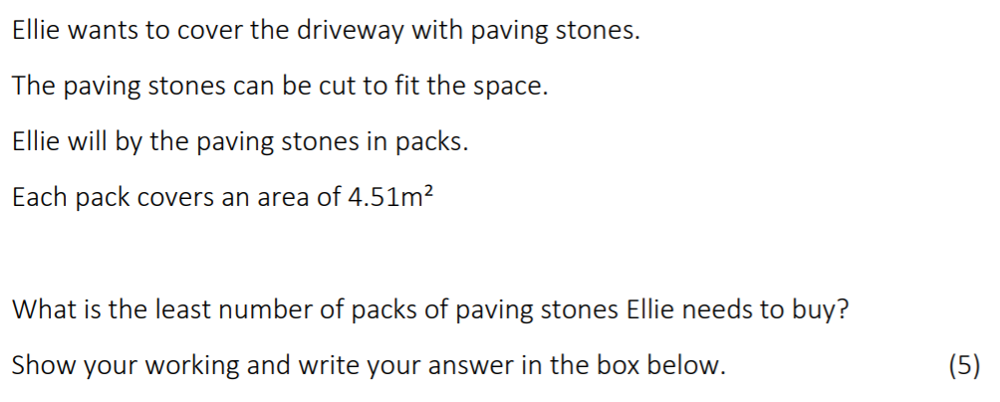 Ellie wants to cover the driveway with paving stones.
The paving stones can be cut to fit the space.
Ellie will by the paving stones in packs.
Each pack covers an area of 4.51m²
What is the least number of packs of paving stones Ellie needs to buy?
Show your working and write your answer in the box below. (5)